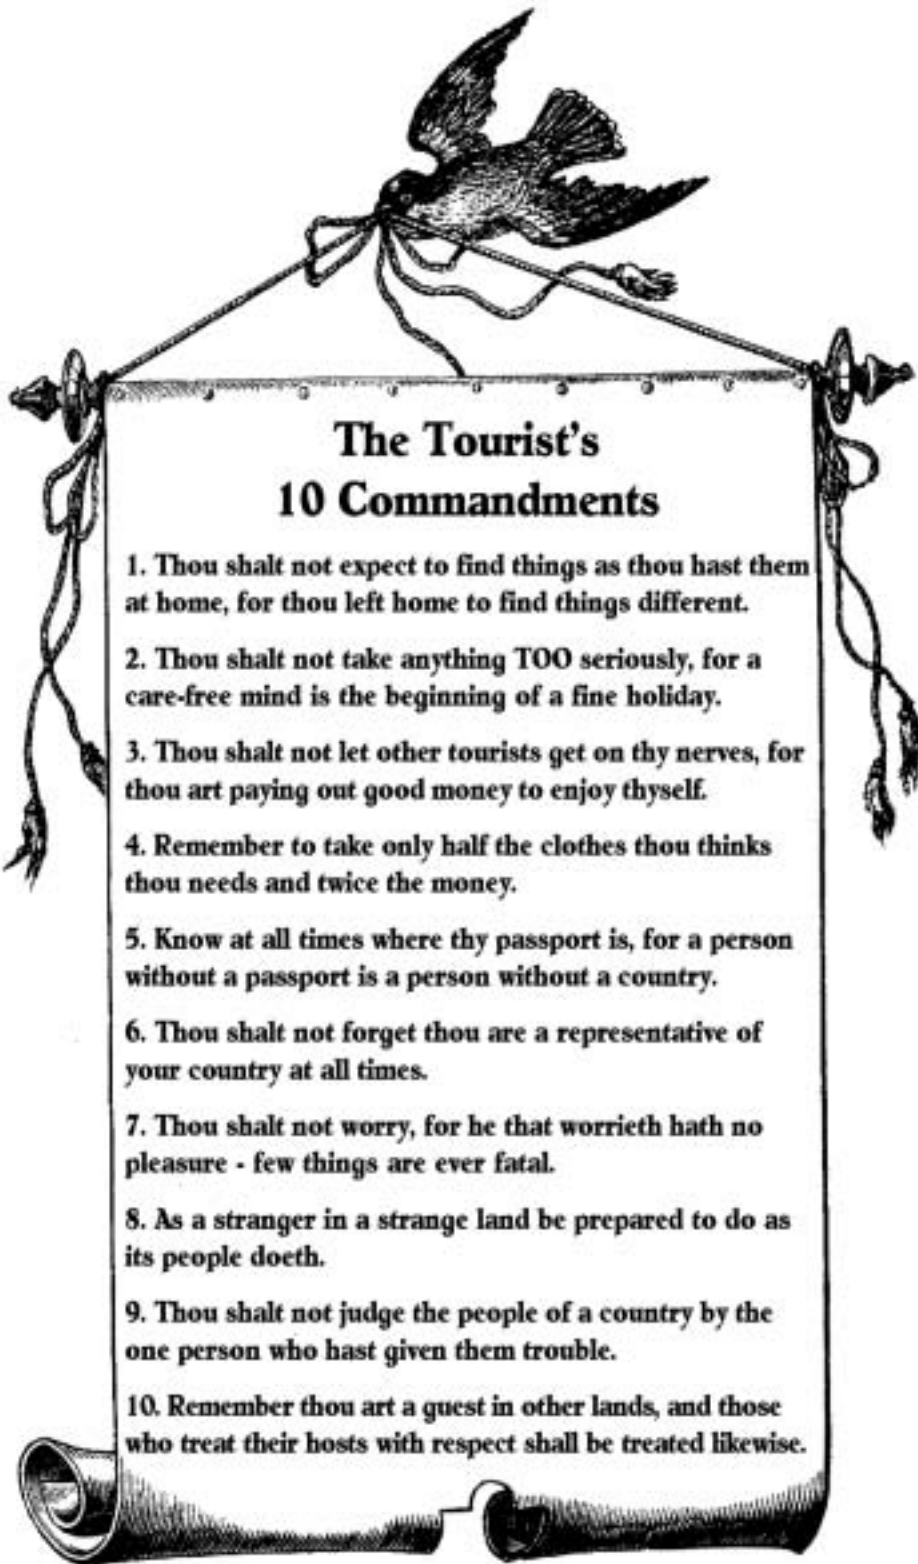 The Tourist's
10 Commandments
1. Thou shalt not expect to find things as thou hast them
at home, for thou left home to find things different.
2. Thou shalt not take anything TOO seriously, for a
care-free mind is the beginning of a fine holiday.
3. Thou shalt not let other tourists get on thy nerves, for
thou art paying out good money to enjoy thyself.
4. Remember to take only half the clothes thou thinks
thou needs and twice the money.
5. Know at all times where thy passport is, for a person
without a passport is a person without a country.
6. Thou shalt not forget thou are a representative of
your country at all times.
7. Thou shalt not worry, for he that worrieth hath no
pleasure - few things are ever fatal.
8. As a stranger in a strange land be prepared to do as
its people doeth.
9. Thou shalt not judge the people of a country by the
one person who hast given them trouble.
10. Remember thou art a guest in other lands, and those
who treat their hosts with respect shall be treated likewise.